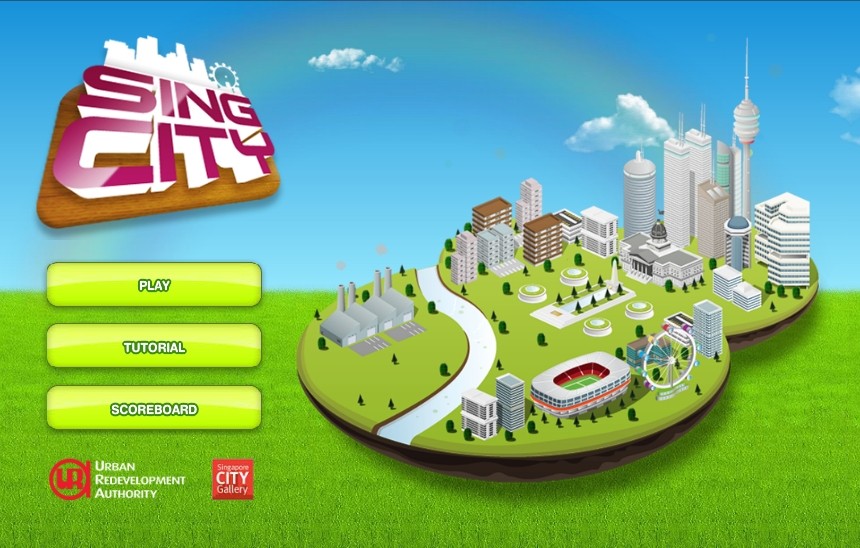 SING
CITY
PLAY
TUTORIAL
SCOREBOARD
URBAN
REDEVELOPMENT
AUTHORITY
Singapore
CITY
Gallery